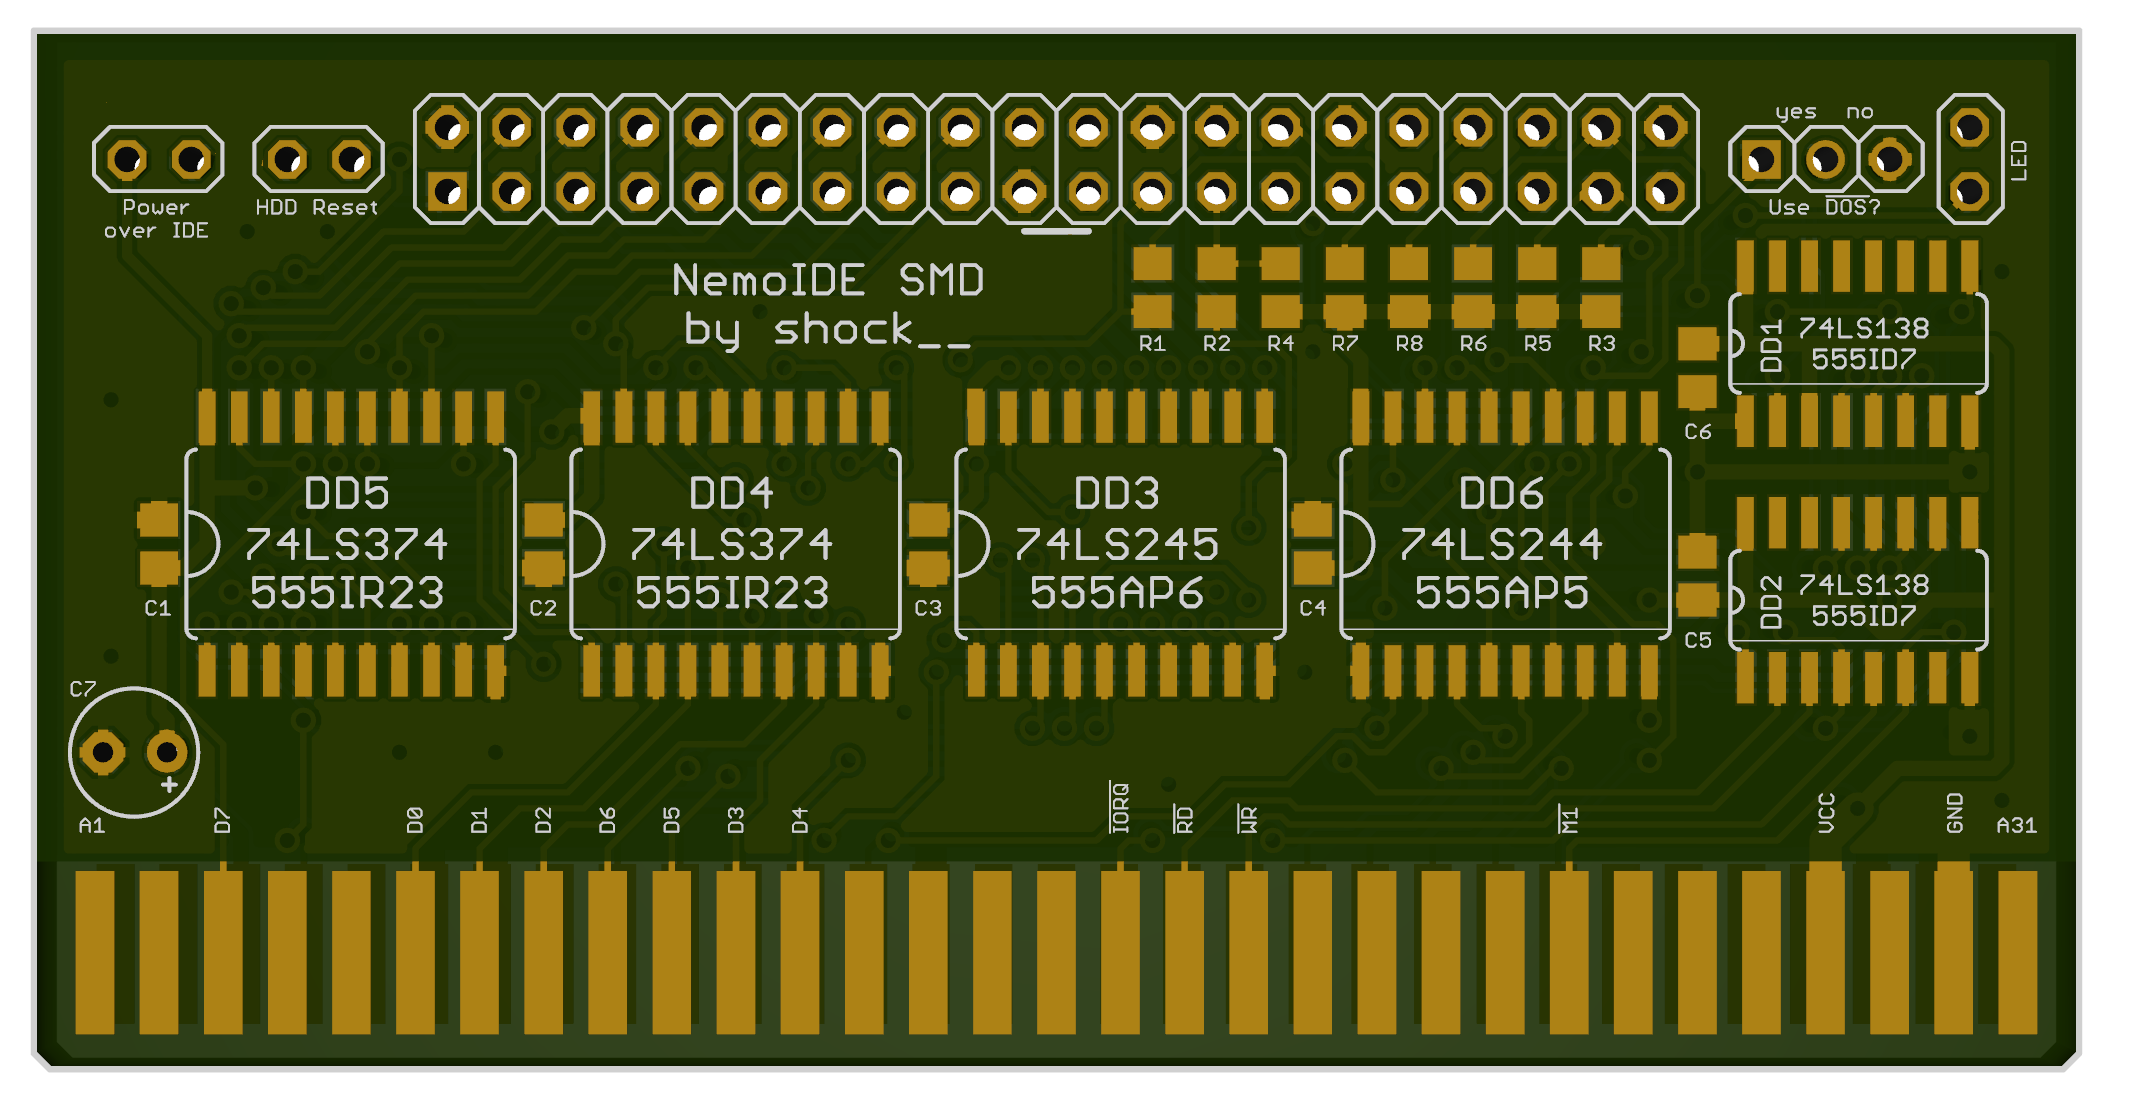 yes no
Power
over IDE
HDD Reset
Use DOS?
LED
NemoIDE SMD
by shock__
R1 R2 R4 R7 R8 R6 R5 R3
DD1
74LS138
555ID7
C6
DD5
74LS374
555IR23
DD4
74LS374
555IR23
DD3
74LS245
555AP6
DD6
74LS244
555AP5
DD2
74LS138
555ID7
C1 C2 C3 C4 C5
C7
+
A1 D7 D0 D1 D2 D6 D5 D3 D4 IORQ RD WR M1 VCC GND A31